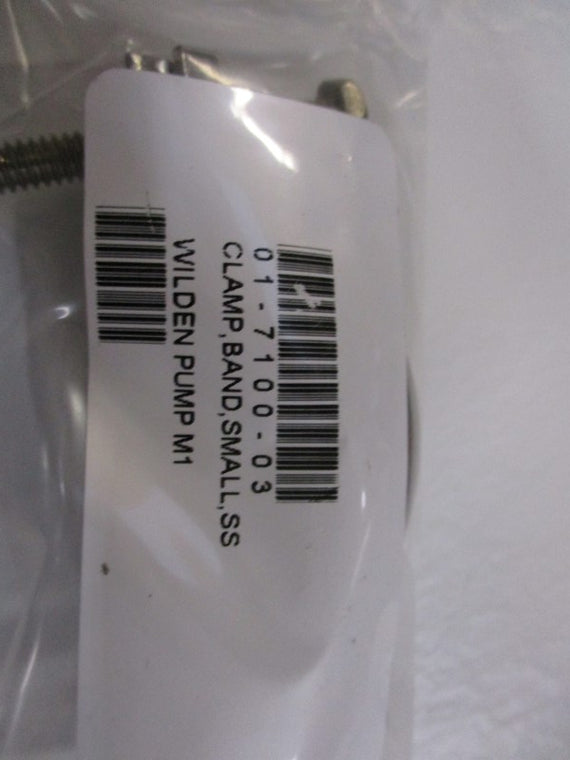 01-7100-03
CLAMP,BAND,SMALL,SS
WILDEN PUMP M1